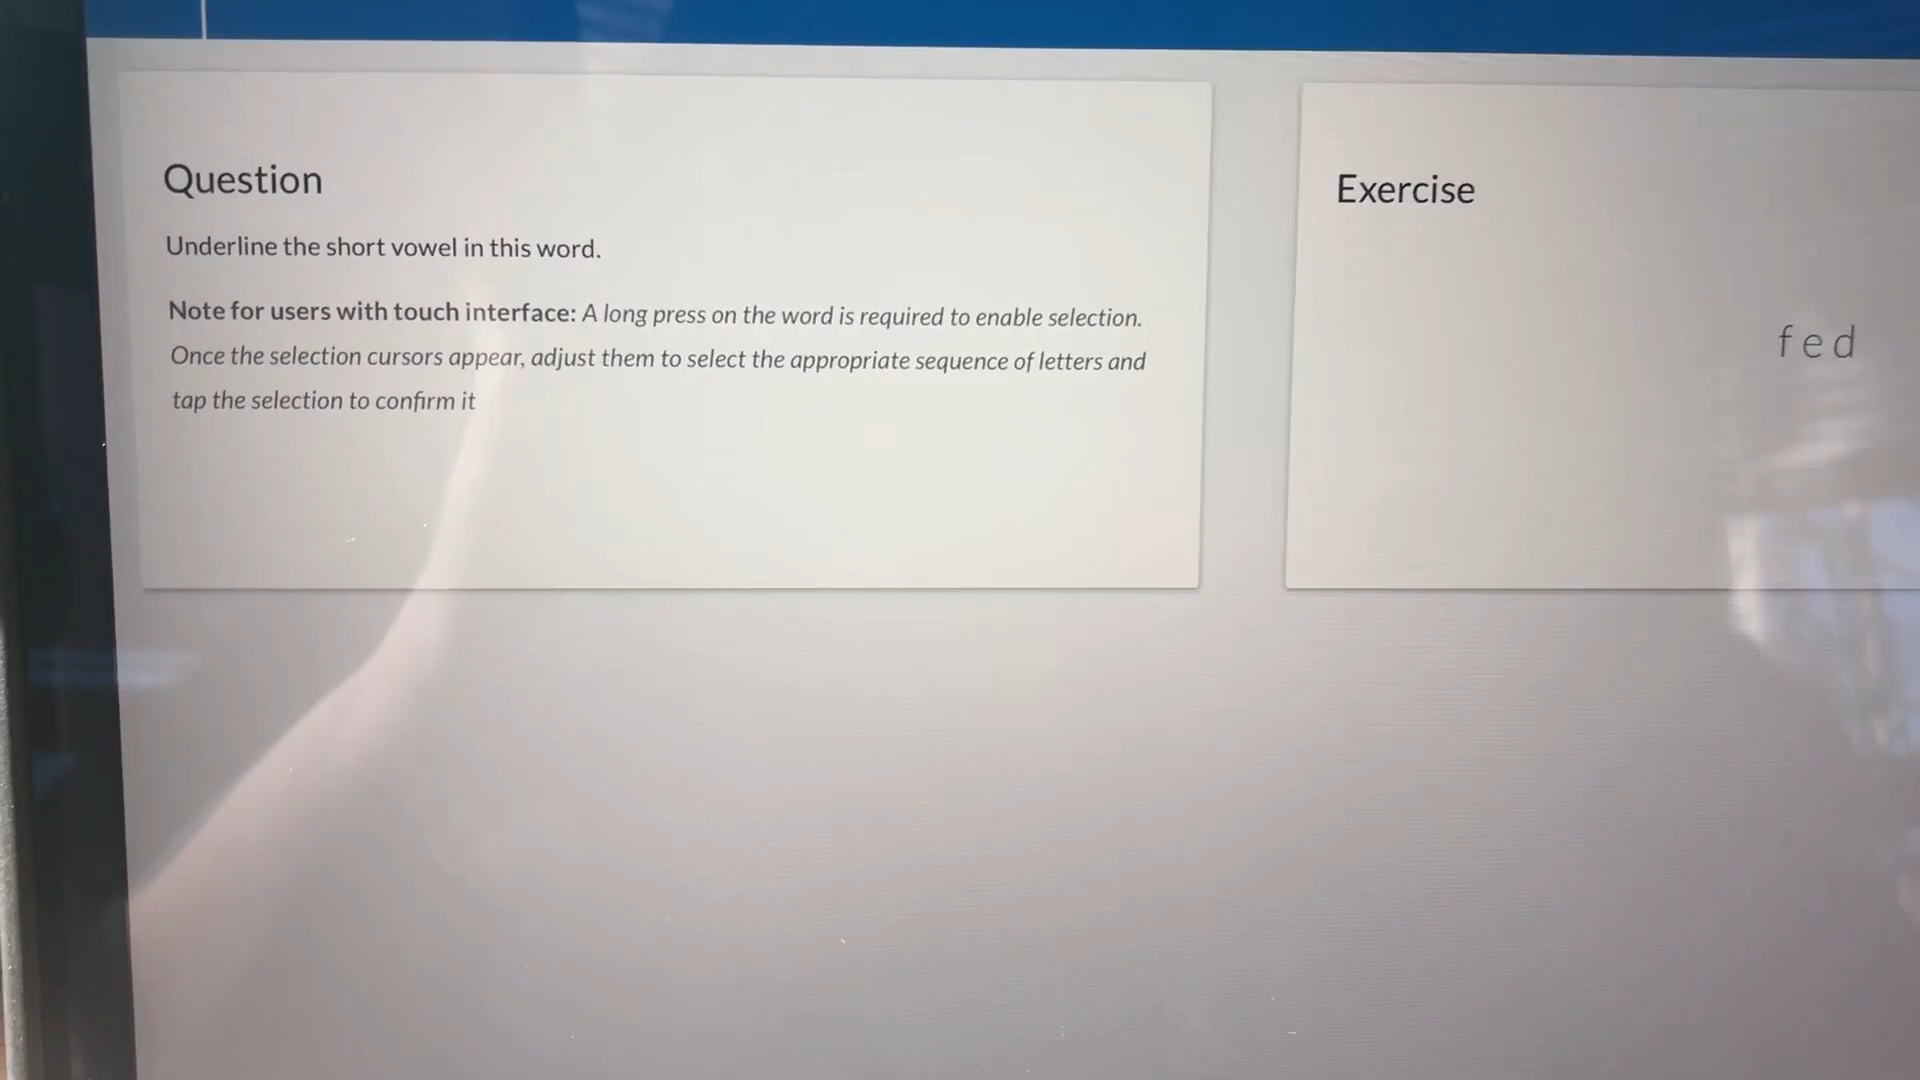 Question
Underline the short vowel in this word.
Note for users with touch interface: A long press on the word is required to enable selection.
Once the selection cursors appear, adjust them to select the appropriate sequence of letters and
tap the selection to confirm it
Exercise
f e d